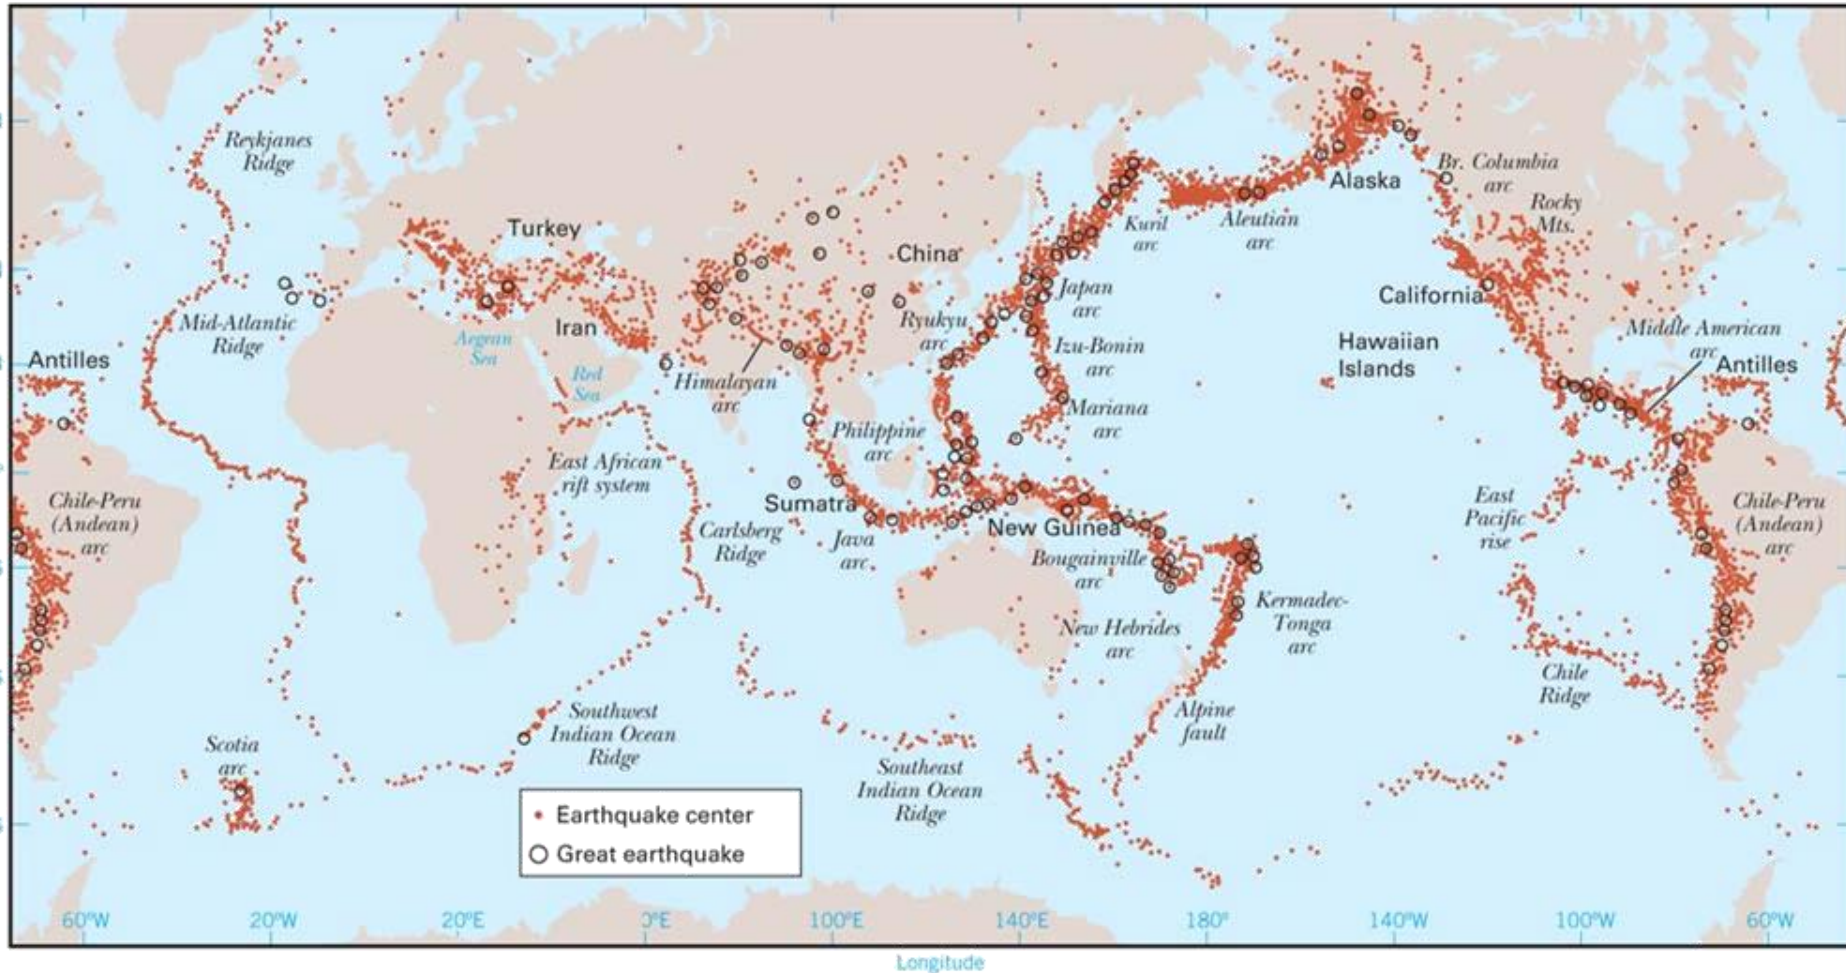 Reykjanes
Ridge
Turkey
China
Kuril
arc
Aleutian
arc
Alaska
Br. Columbia
arc
Rocky
Mts.
Mid-Atlantic
Ridge
Aegean
Sea
Iran
Red
Sea
Himalayan
arc
Ryukyu
arc
Japan
arc
Izu-Bonin
arc
Mariana
arc
Hawaiian
Islands
California
Middle American
arc
Antilles
Antilles
Philippine
arc
East African
rift system
Chile-Peru
(Andean)
arc
Carlsberg
Ridge
Sumatra
Java
arc
New Guinea
Bougainville
arc
New Hebrides
arc
Kermadec-
Tonga
arc
East
Pacific
rise
Chile-Peru
(Andean)
arc
Chile
Ridge
Alpine
fault
Scotia
arc
Southwest
Indian Ocean
Ridge
Southeast
Indian Ocean
Ridge
Earthquake center
Great earthquake
60°W 20°W 20°E 0°E 100°E 140°E 180° 140°W 100°W 60°W
Longitude